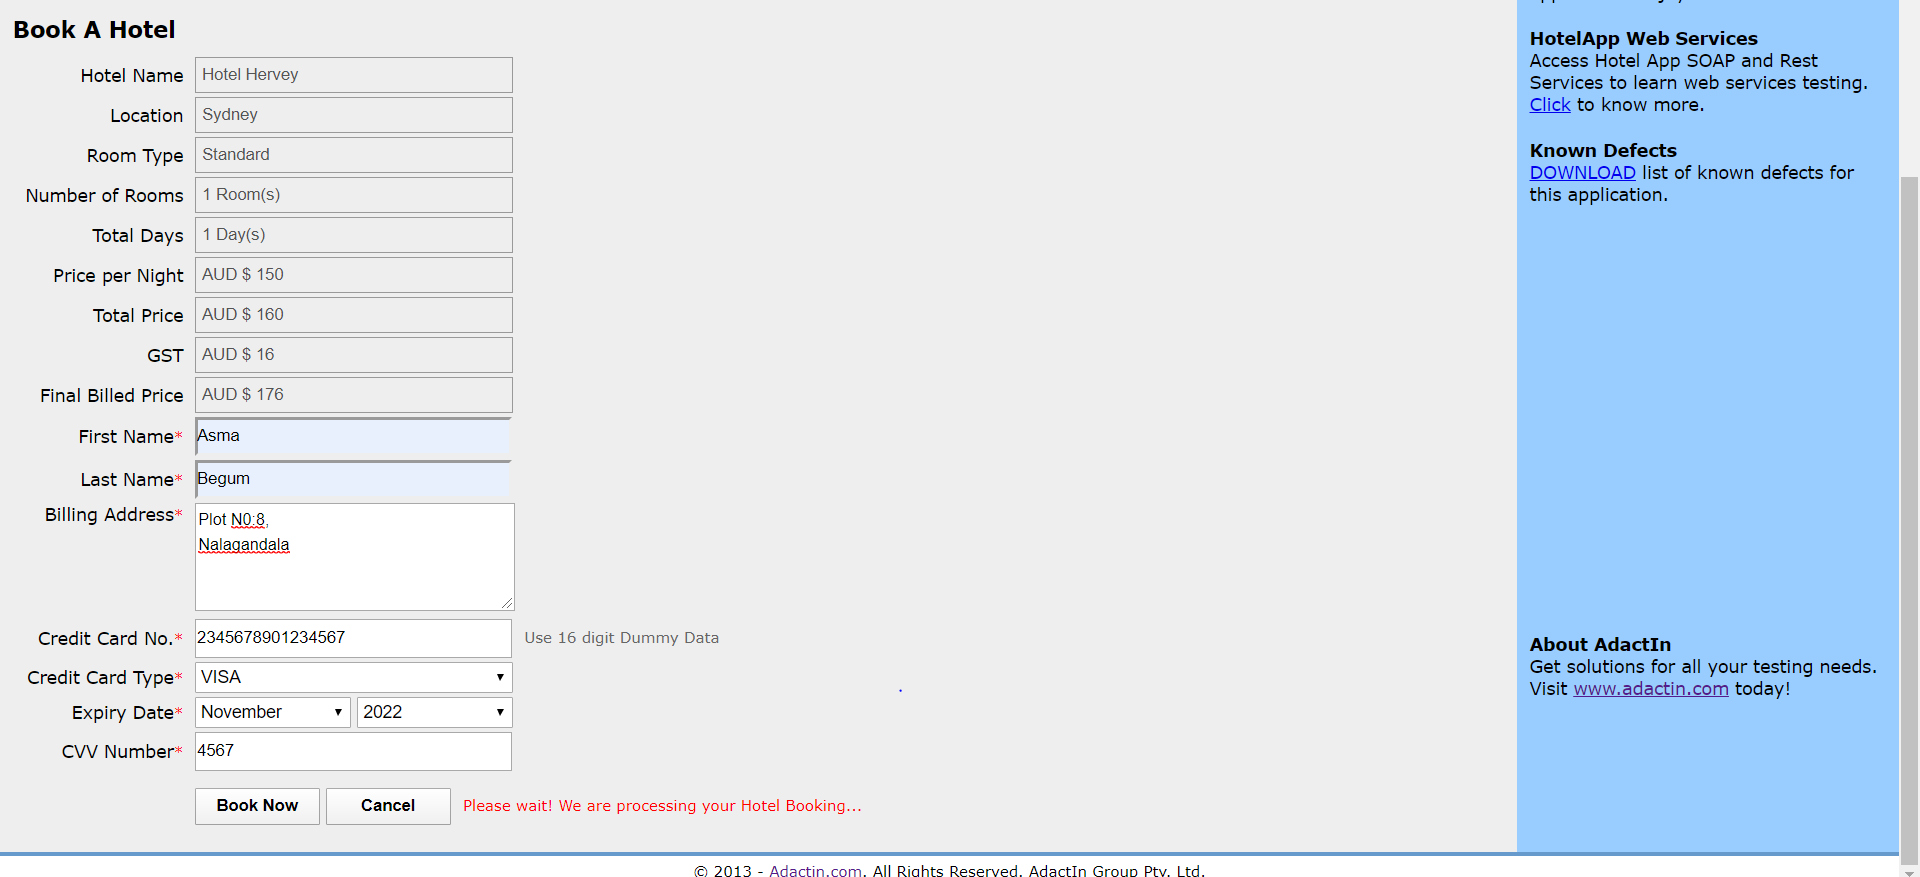 Book A Hotel
Hotel Name Hotel Hervey
Location Sydney
Room Type Standard
Number of Rooms 1 Room(s)
Total Days 1 Day(s)
Price per Night AUD $ 150
Total Price AUD $ 160
GST AUD $ 16
Final Billed Price AUD $ 176
First Name* Asma
Last Name* Begum
Billing Address* Plot N0:8,
Nalagandala
Credit Card No.* 2345678901234567 Use 16 digit Dummy Data
Credit Card Type* VISA
Expiry Date* November 2022
CVV Number* 4567
Book Now Cancel Please wait! We are processing your Hotel Booking...
HotelApp Web Services
Access Hotel App SOAP and Rest
Services to learn web services testing.
Click to know more.
Known Defects
DOWNLOAD list of known defects for
this application.
About AdactIn
Get solutions for all your testing needs.
Visit www.adactin.com today!
© 2013 - Adactin.com. All Rights Reserved. AdactIn Group Pty. Ltd.